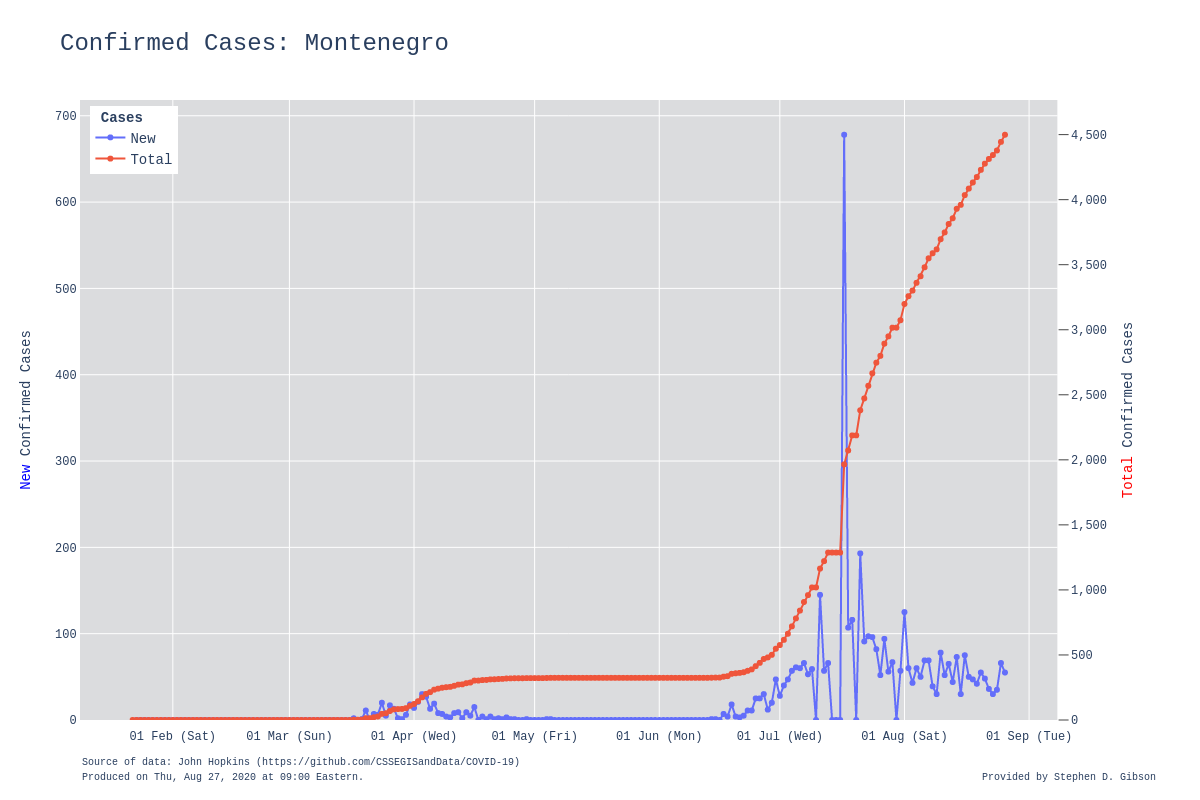 Confirmed Cases: Montenegro
Cases
New
Total
700
600
500
400
300
200
100
0
New Confirmed Cases
4,500
4,000
3,500
3,000
2,500
2,000
1,500
1,000
500
0
Total Confirmed Cases
01 Feb (Sat) 01 Mar (Sun) 01 Apr (Wed) 01 May (Fri) 01 Jun (Mon) 01 Jul (Wed) 01 Aug (Sat) 01 Sep (Tue)
Source of data: John Hopkins (https://github.com/CSSEGISandData/COVID-19)
Produced on Thu, Aug 27, 2020 at 09:00 Eastern.
Provided by Stephen D. Gibson